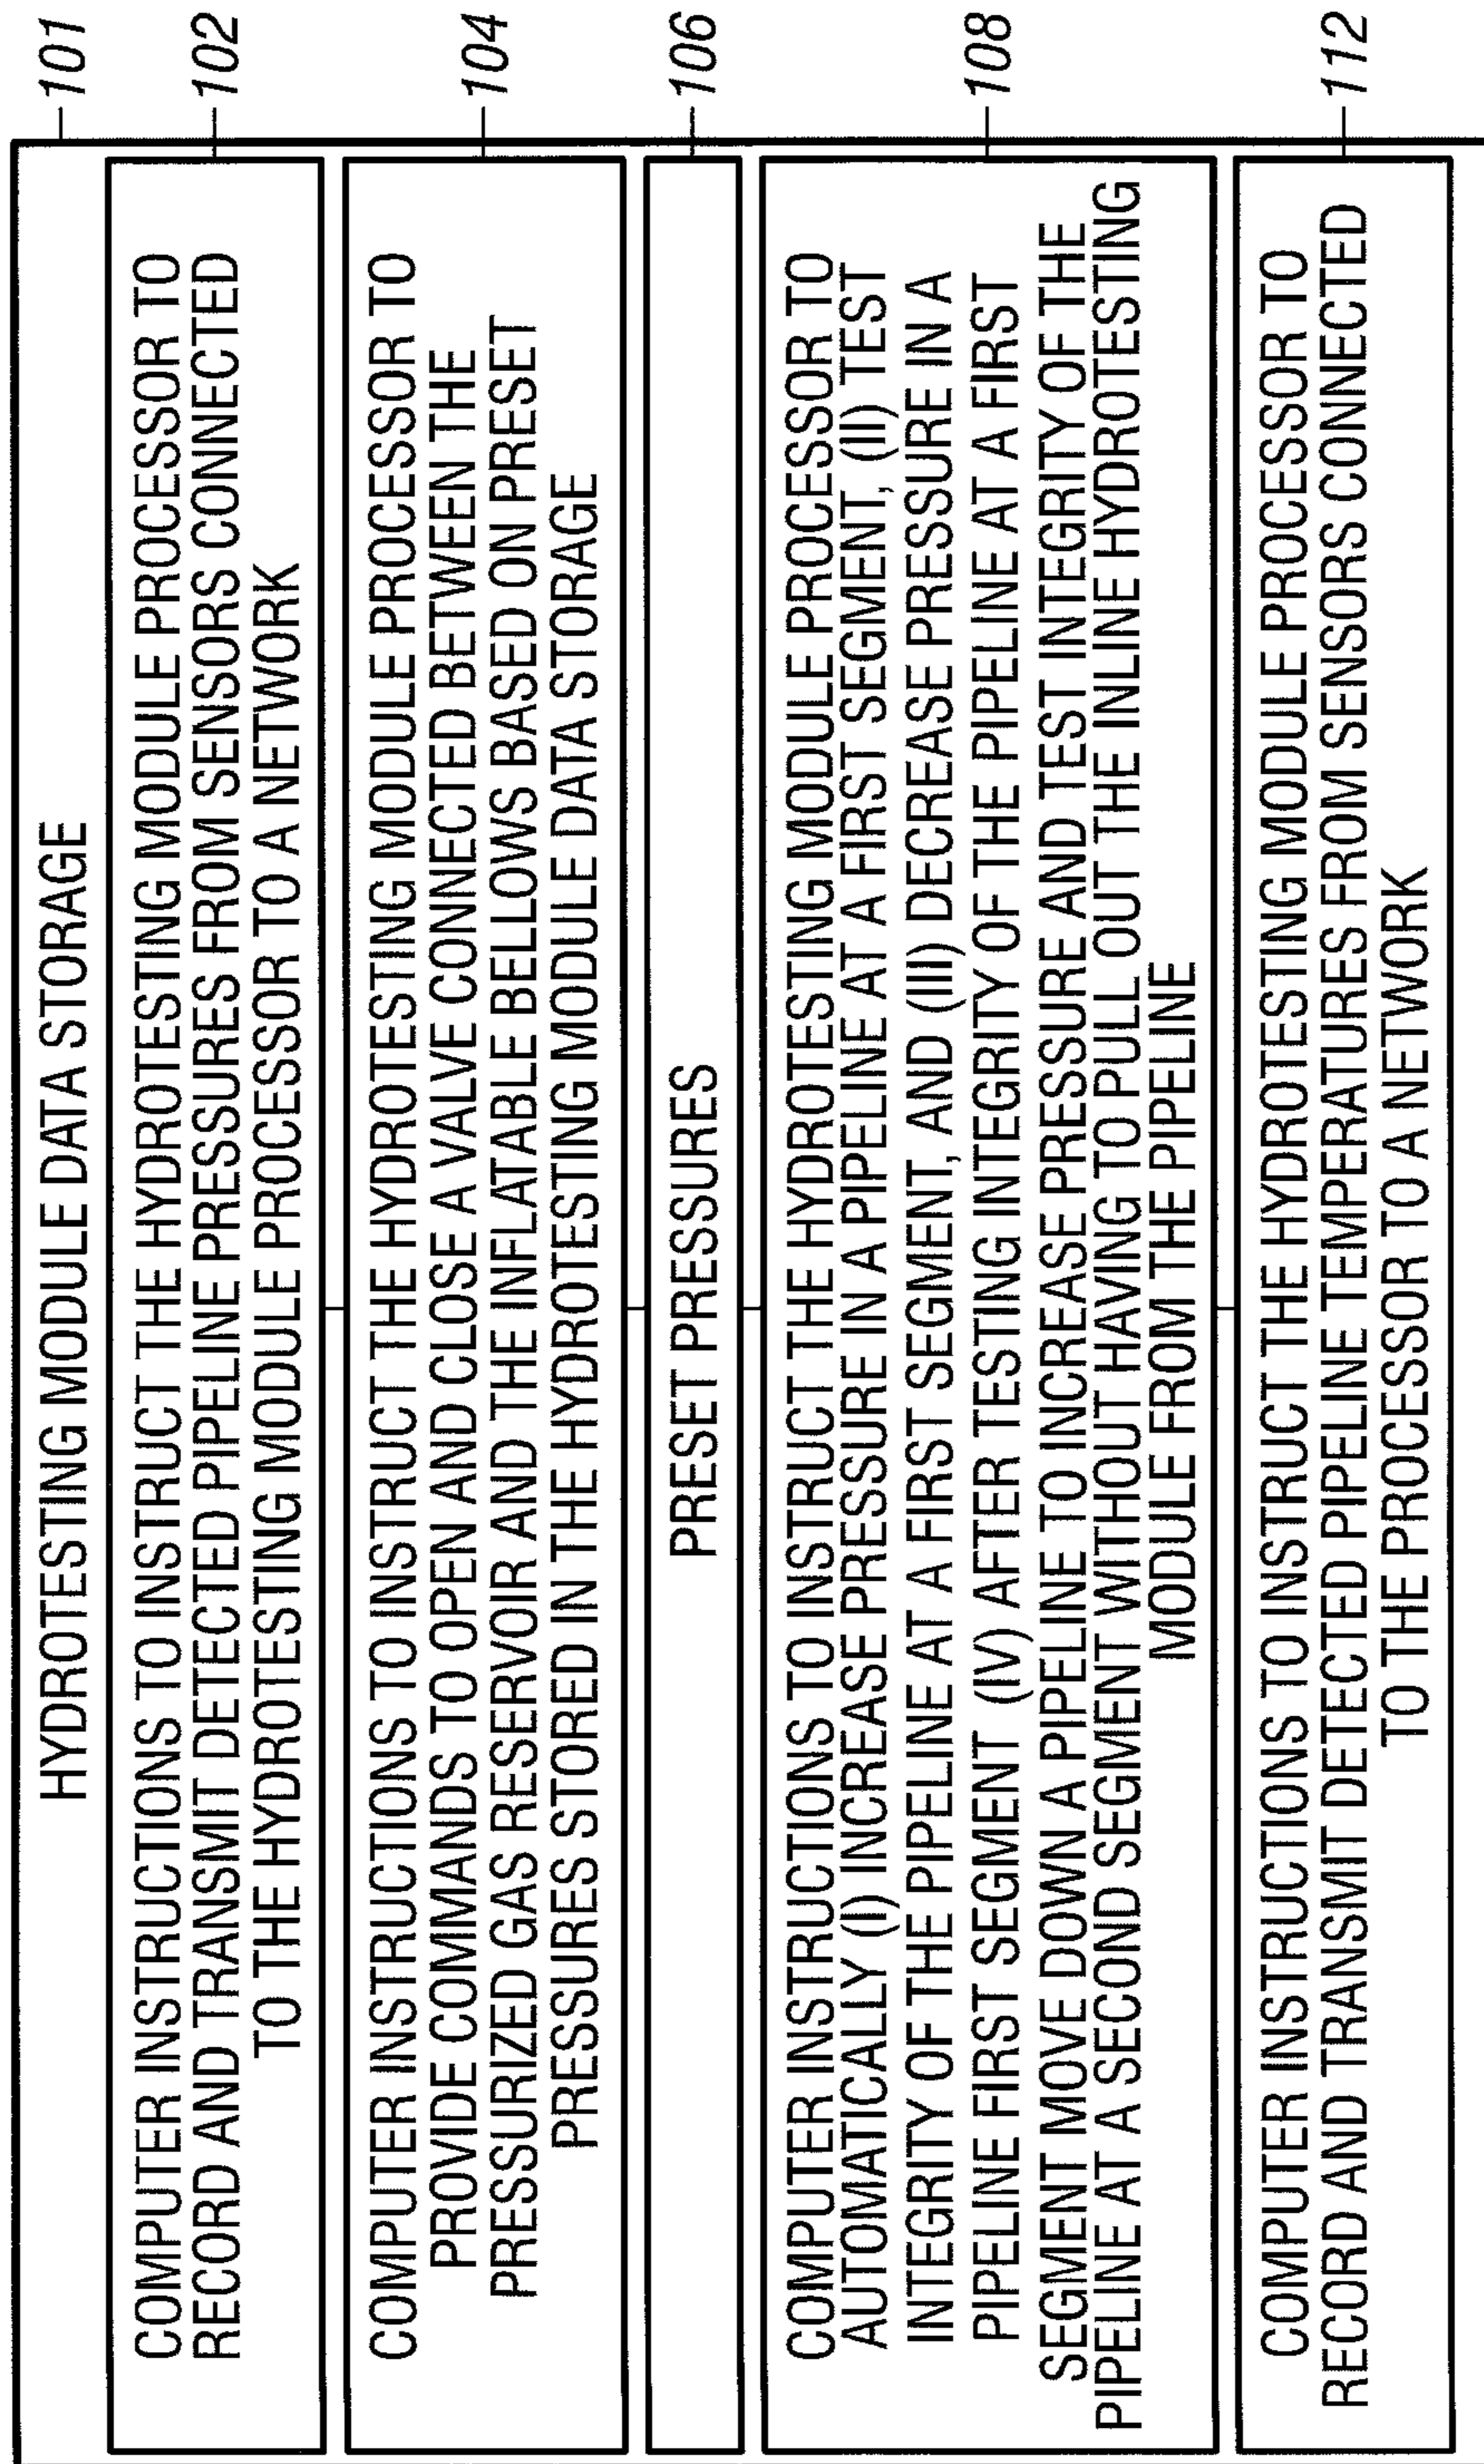 HYDROTESTING MODULE DATA STORAGE
101
COMPUTER INSTRUCTIONS TO INSTRUCT THE HYDROTESTING MODULE PROCESSOR TO
RECORD AND TRANSMIT DETECTED PIPELINE PRESSURES FROM SENSORS CONNECTED
TO THE HYDROTESTING MODULE PROCESSOR TO A NETWORK
102
COMPUTER INSTRUCTIONS TO INSTRUCT THE HYDROTESTING MODULE PROCESSOR TO
PROVIDE COMMANDS TO OPEN AND CLOSE A VALVE CONNECTED BETWEEN THE
PRESSURIZED GAS RESERVOIR AND THE INFLATABLE BELLOWS BASED ON PRESET
PRESSURES STORED IN THE HYDROTESTING MODULE DATA STORAGE
104
PRESET PRESSURES
106
COMPUTER INSTRUCTIONS TO INSTRUCT THE HYDROTESTING MODULE PROCESSOR TO
AUTOMATICALLY (I) INCREASE PRESSURE IN A PIPELINE AT A FIRST SEGMENT, (II) TEST
INTEGRITY OF THE PIPELINE AT A FIRST SEGMENT, AND (III) DECREASE PRESSURE IN A
PIPELINE FIRST SEGMENT (IV) AFTER TESTING INTEGRITY OF THE PIPELINE AT A FIRST
SEGMENT MOVE DOWN A PIPELINE TO INCREASE PRESSURE AND TEST INTEGRITY OF THE
PIPELINE AT A SECOND SEGMENT WITHOUT HAVING TO PULL OUT THE INLINE HYDROTESTING
MODULE FROM THE PIPELINE
108
COMPUTER INSTRUCTIONS TO INSTRUCT THE HYDROTESTING MODULE PROCESSOR TO
RECORD AND TRANSMIT DETECTED PIPELINE TEMPERATURES FROM SENSORS CONNECTED
TO THE PROCESSOR TO A NETWORK
112